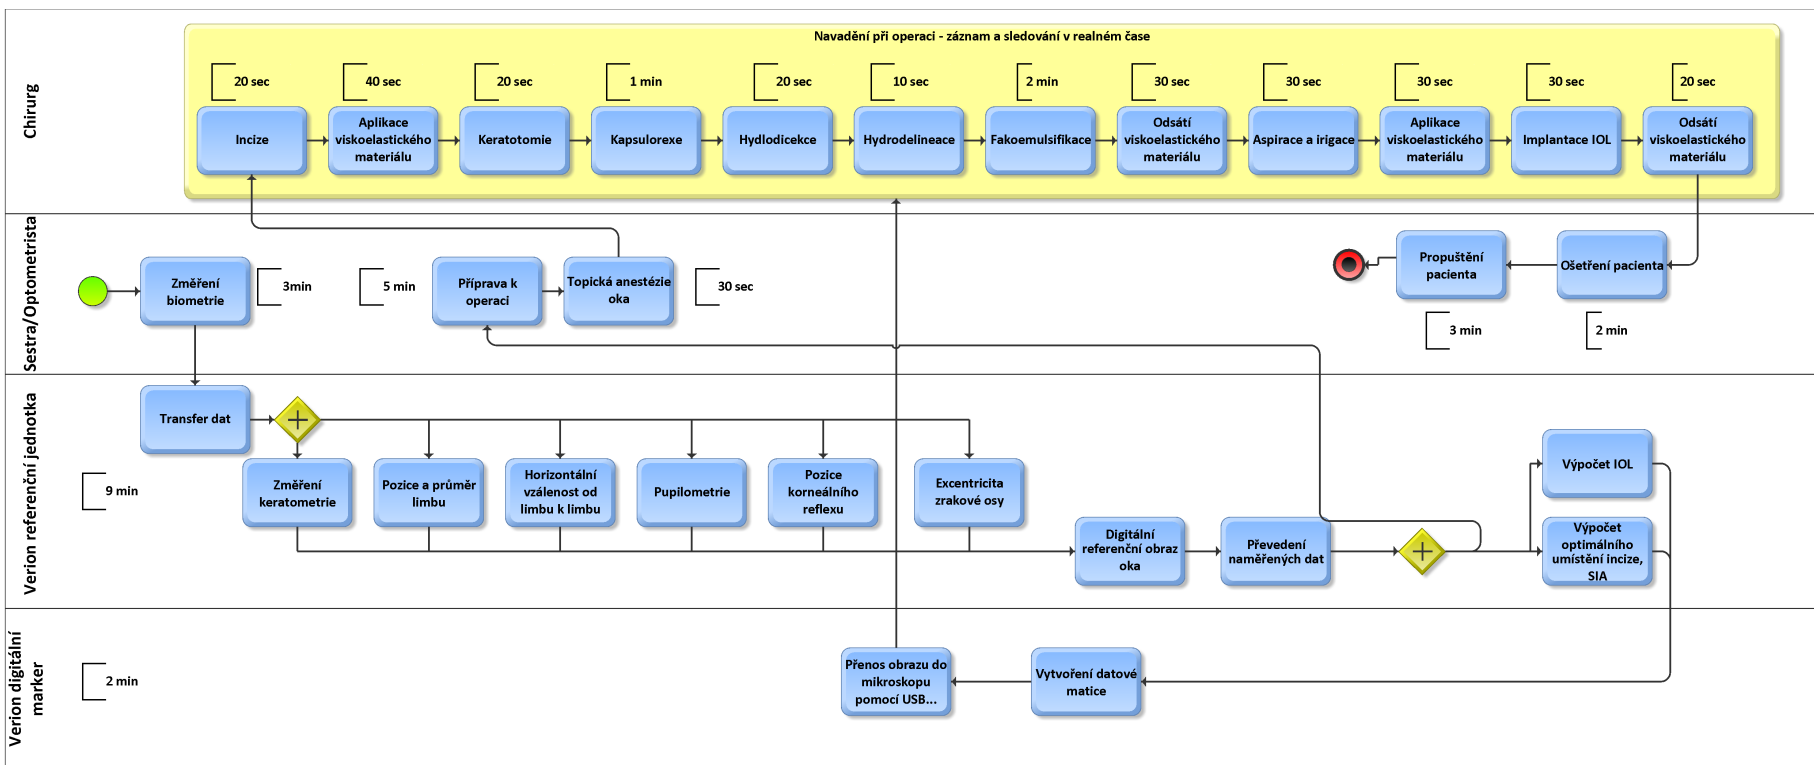 Chirurg
Navadění při operaci - záznam a sledování v realném čase
20 sec
40 sec
20 sec
1 min
20 sec
10 sec
2 min
30 sec
30 sec
30 sec
30 sec
20 sec
Incize
Aplikace
viskoelastického
materiálu
Keratotomie
Kapsulorexe
Hydlodicekce
Hydrodelineace
Fakoemulsifikace
Odsátí
viskoelastického
materiálu
Aspirace a irigace
Aplikace
viskoelastického
materiálu
Implantace IOL
Odsátí
viskoelastického
materiálu
Sestra/Optometrista
Změření
biometrie
3min
5 min
Příprava k
operaci
Topická anestézie
oka
30 sec
Propuštění
pacienta
Ošetření pacienta
3 min
2 min
Verion referenční jednotka
Transfer dat
9 min
Změření
keratometrie
Pozice a průměr
limbu
Horizontální
vzálenost od
limbu k limbu
Pupilometrie
Pozice
korneálního
reflexu
Excentricita
zrakové osy
Digitální
referenční obraz
oka
Převedení
naměřených dat
Výpočet IOL
Výpočet
optimálního
umístění incize,
SIA
Verion digitální
marker
2 min
Přenos obrazu do
mikroskopu
pomocí USB...
Vytvoření datové
matice